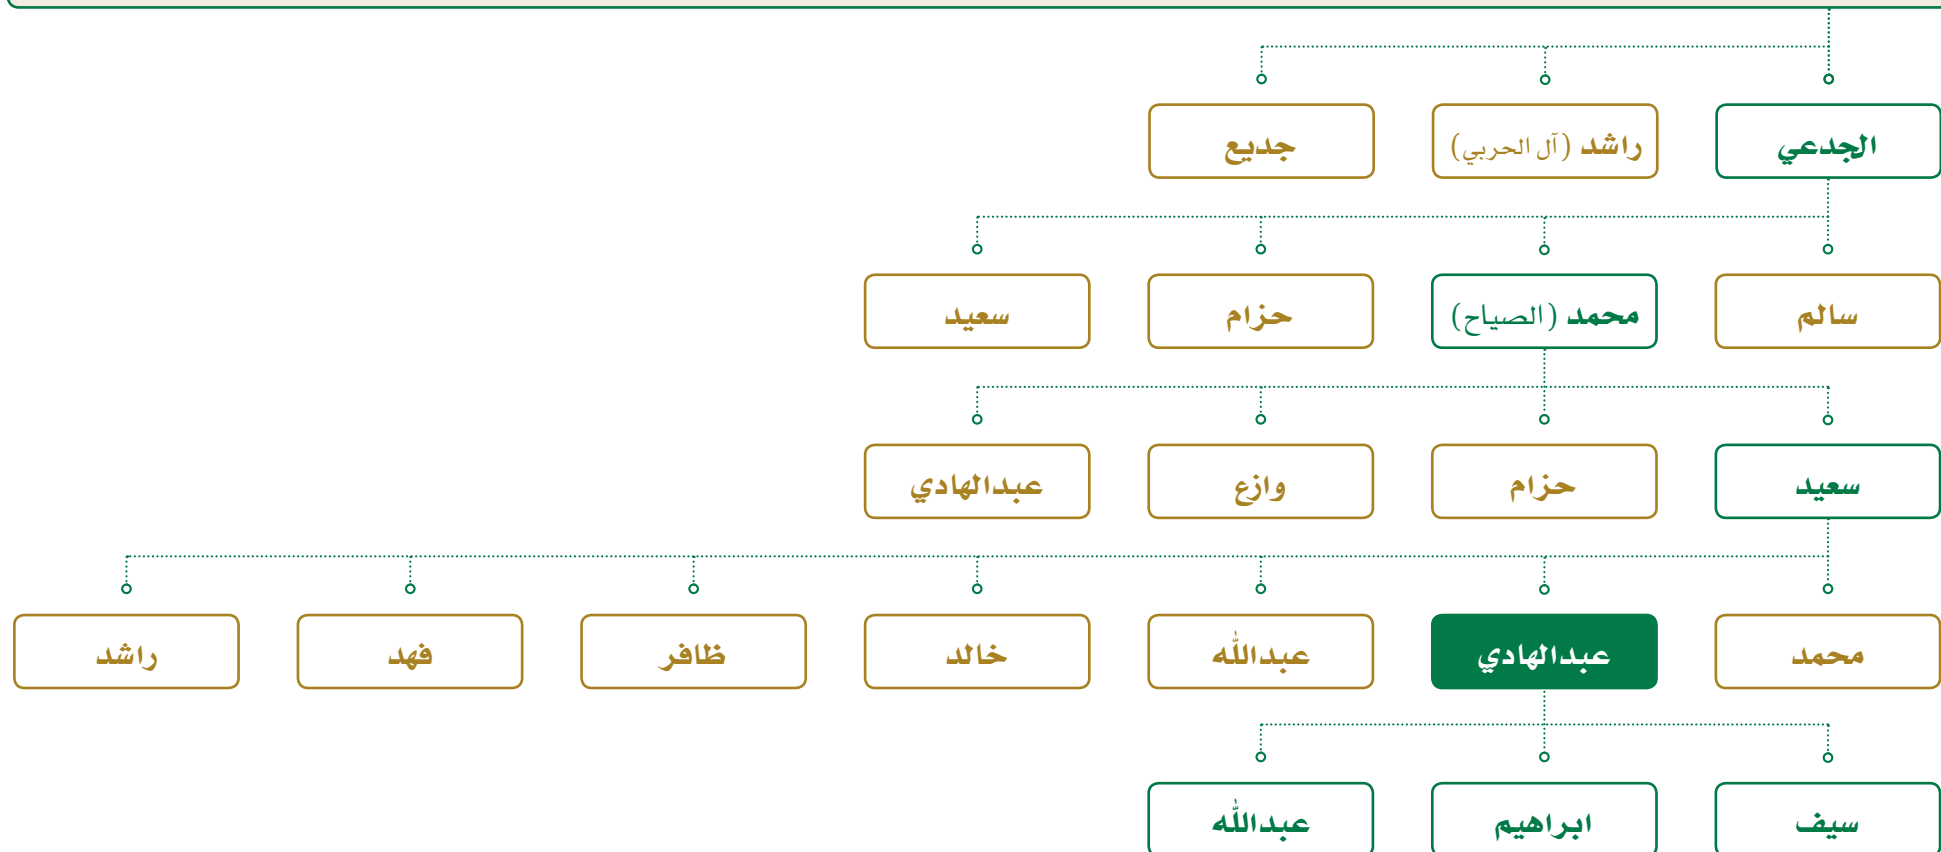 الجدعي
راشد (آل الحربي)
جديع
سالم
محمد (الصياح)
حزام
سعيد
سعيد
حزام
وازع
عبدالهادي
محمد
عبدالهادي
عبدالله
خالد
ظافر
فهد
راشد
سيف
ابراهيم
عبدالله